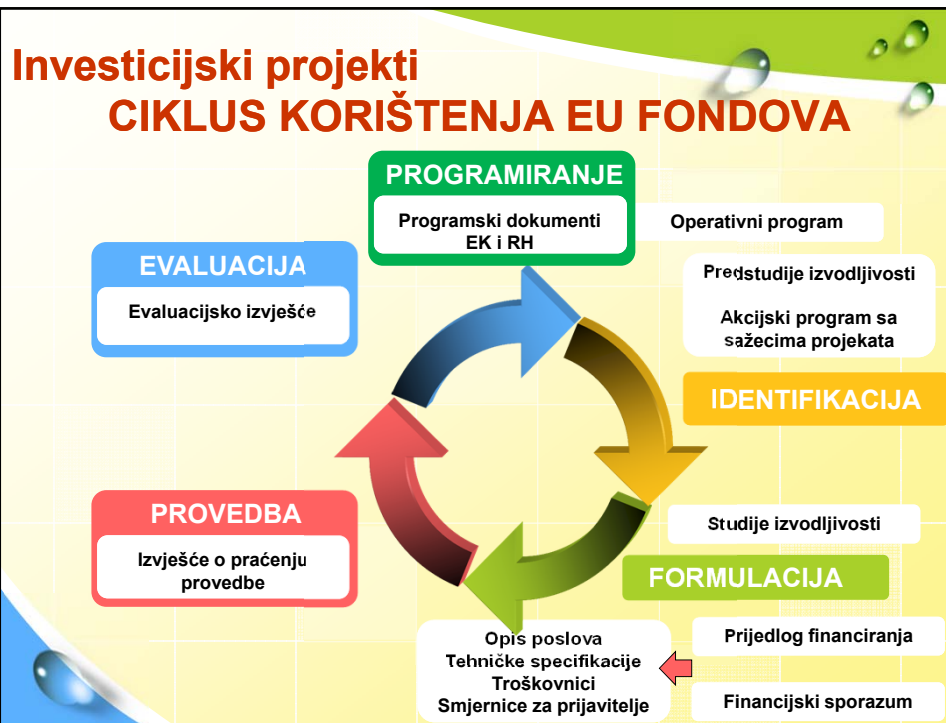 Investicijski projekti
CIKLUS KORIŠTENJA EU FONDOVA
PROGRAMIRANJE
Programski dokumenti
EK i RH
Operativni program
Predstudije izvodljivosti
Akcijski program sa
sažecima projekata
IDENTIFIKACIJA
Studije izvodljivosti
FORMULACIJA
Prijedlog financiranja
Financijski sporazum
Opis poslova
Tehničke specifikacije
Troškovnici
Smjernice za prijavitelje
PROVEDBA
Izvješće o praćenju
provedbe
EVALUACIJA
Evaluacijsko izvješće